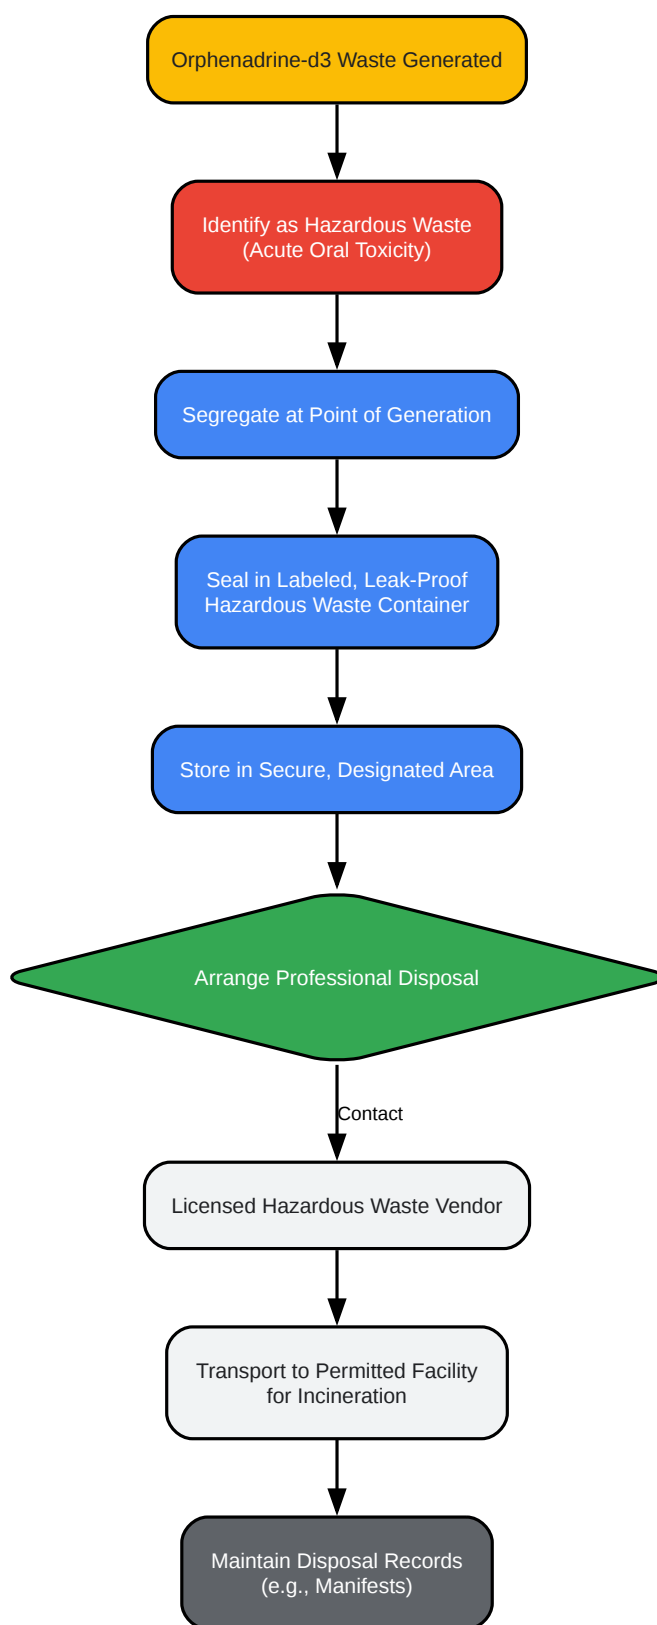 Orphenadrine-d3 Waste Generated
Identify as Hazardous Waste
(Acute Oral Toxicity)
Segregate at Point of Generation
Seal in Labeled, Leak-Proof
Hazardous Waste Container
Store in Secure, Designated Area
Arrange Professional Disposal
Contact
Licensed Hazardous Waste Vendor
Transport to Permitted Facility
for Incineration
Maintain Disposal Records
(e.g., Manifests)